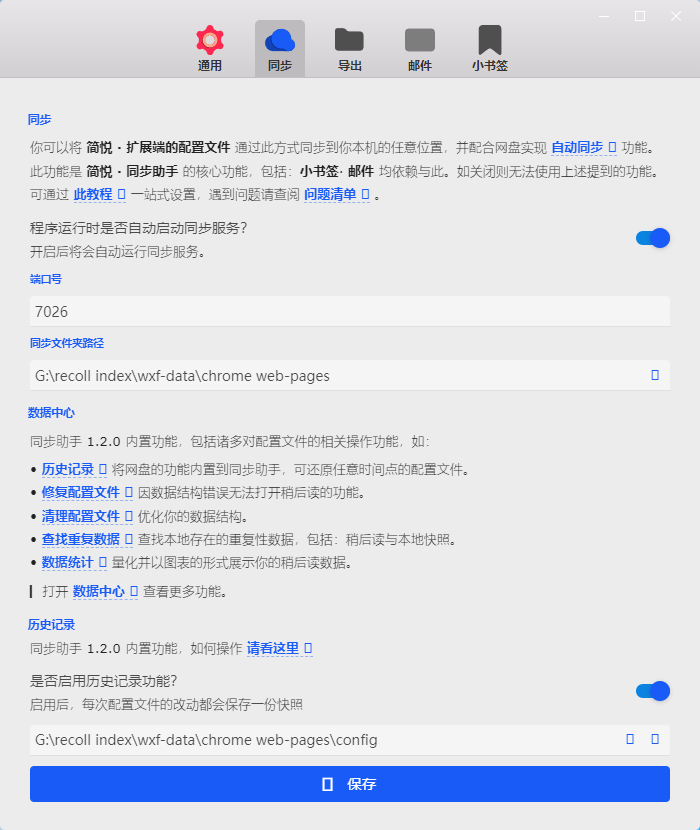 通用 同步 导出 邮件 小书签
同步
你可以将 简悦 · 扩展端的配置文件 通过此方式同步到你本机的任意位置，并配合网盘实现 自动同步 功能。
此功能是 简悦 · 同步助手 的核心功能，包括：小书签· 邮件 均依赖与此。如关闭则无法使用上述提到的功能。
可通过 此教程 一站式设置，遇到问题请查阅 问题清单 。
程序运行时是否自动启动同步服务？
开启后将会自动运行同步服务。
端口号
7026
同步文件夹路径
G:\recoll index\wxf-data\chrome web-pages
数据中心
同步助手 1.2.0 内置功能，包括诸多对配置文件的相关操作功能，如：
• 历史记录 将网盘的功能内置到同步助手，可还原任意时间点的配置文件。
• 修复配置文件 因数据结构错误无法打开稍后读的功能。
• 清理配置文件 优化你的数据结构。
• 查找重复数据 查找本地存在的重复性数据，包括：稍后读与本地快照。
• 数据统计 量化并以图表的形式展示你的稍后读数据。
打开 数据中心 查看更多功能。
历史记录
同步助手 1.2.0 内置功能，如何操作 请看这里
是否启用历史记录功能？
启用后，每次配置文件的改动都会保存一份快照
G:\recoll index\wxf-data\chrome web-pages\config
保存